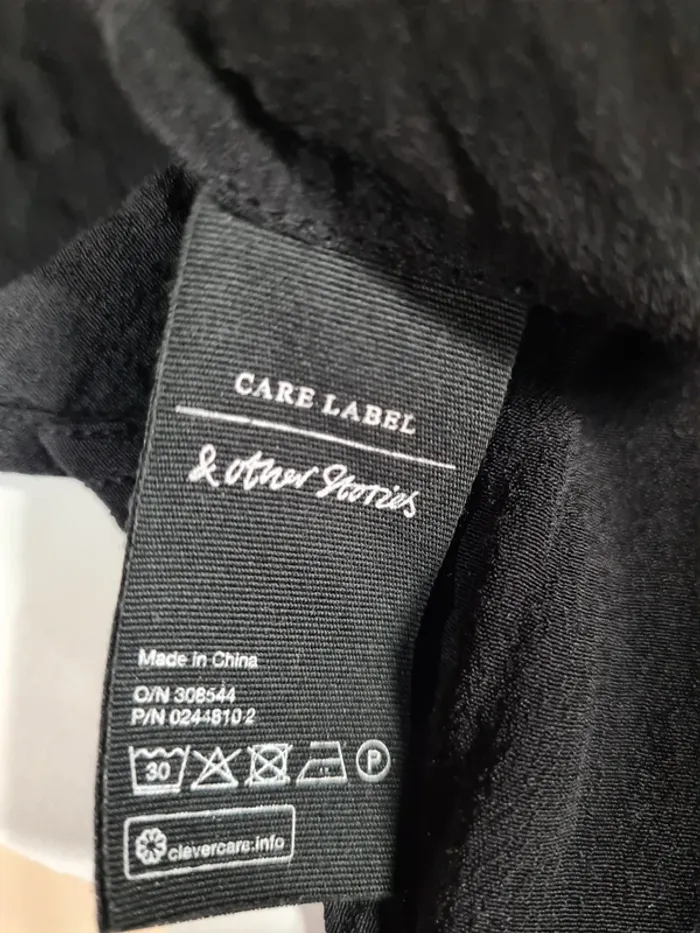 CARE LABEL
& other Stories
Made in China
O/N 308544
P/N 0244810 2
30
P
clevercare.info